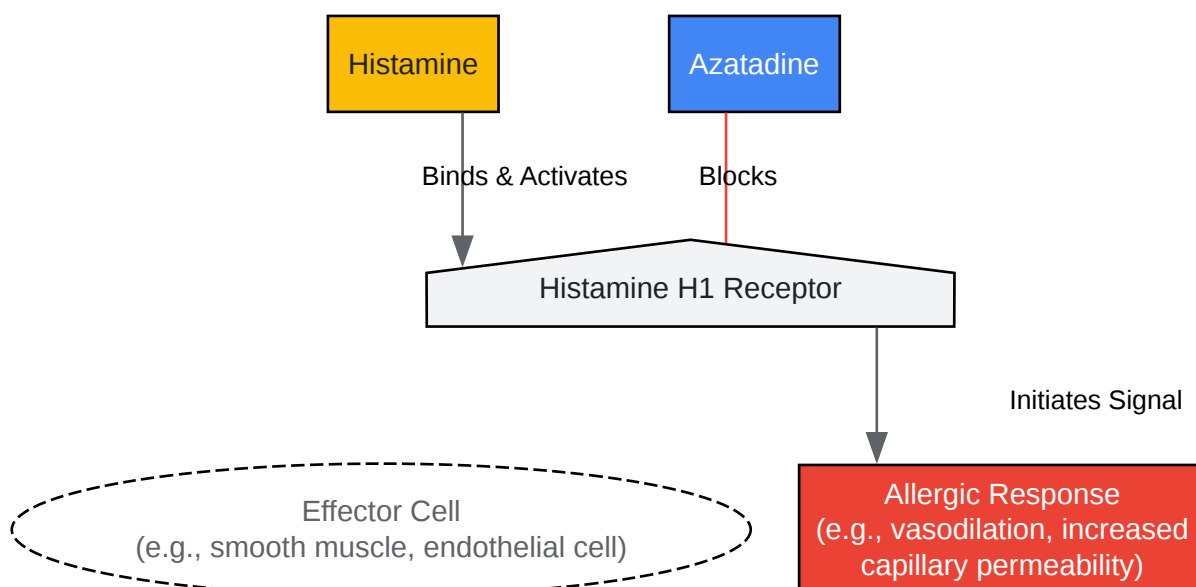 Histamine
Azatadine
Binds & Activates
Blocks
Histamine H1 Receptor
Initiates Signal
Effector Cell
(e.g., smooth muscle, endothelial cell)
Allergic Response
(e.g., vasodilation, increased
capillary permeability)